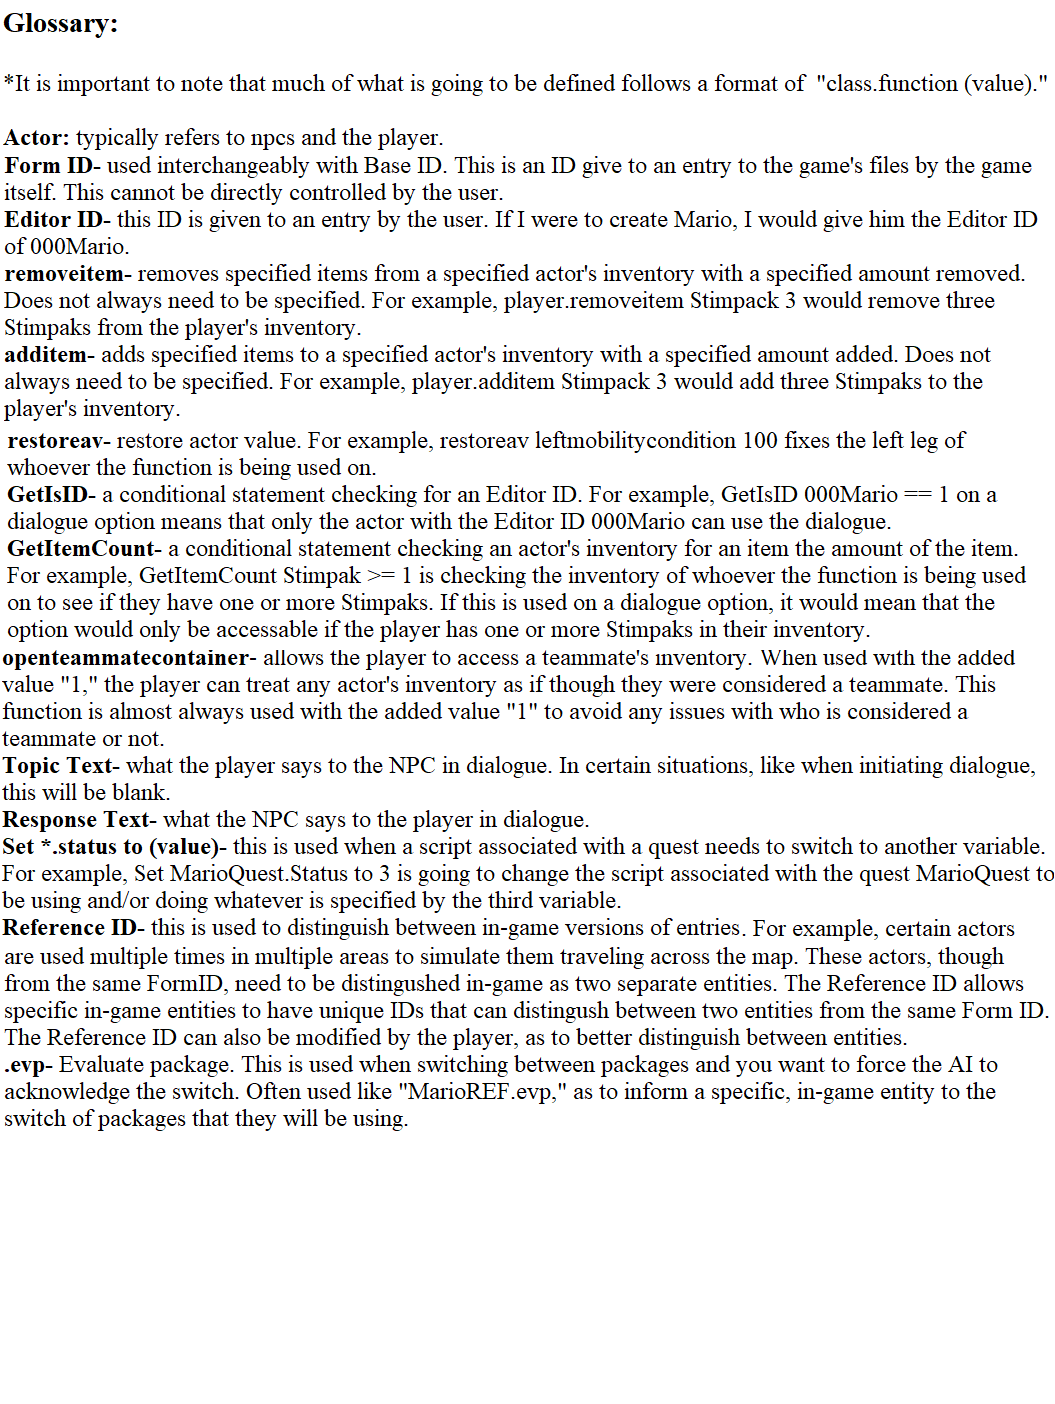 Glossary:
*It is important to note that much of what is going to be defined follows a format of  "class.function (value)."
Actor: typically refers to npcs and the player.
Form ID- used interchangeably with Base ID. This is an ID give to an entry to the game's files by the game
itself. This cannot be directly controlled by the user.
Editor ID- this ID is given to an entry by the user. If I were to create Mario, I would give him the Editor ID
of 000Mario.
removeitem- removes specified items from a specified actor's inventory with a specified amount removed.
Does not always need to be specified. For example, player.removeitem Stimpack 3 would remove three
Stimpaks from the player's inventory.
additem- adds specified items to a specified actor's inventory with a specified amount added. Does not
always need to be specified. For example, player.additem Stimpack 3 would add three Stimpaks to the
player's inventory.
restoreav- restore actor value. For example, restoreav leftmobilitycondition 100 fixes the left leg of
whoever the function is being used on.
GetIsID- a conditional statement checking for an Editor ID. For example, GetIsID 000Mario == 1 on a
dialogue option means that only the actor with the Editor ID 000Mario can use the dialogue.
GetItemCount- a conditional statement checking an actor's inventory for an item the amount of the item.
For example, GetItemCount Stimpak >= 1 is checking the inventory of whoever the function is being used
on to see if they have one or more Stimpaks. If this is used on a dialogue option, it would mean that the
option would only be accessable if the player has one or more Stimpaks in their inventory.
openteammatecontainer- allows the player to access a teammate's inventory. When used with the added
value "1," the player can treat any actor's inventory as if though they were considered a teammate. This
function is almost always used with the added value "1" to avoid any issues with who is considered a
teammate or not.
Topic Text- what the player says to the NPC in dialogue. In certain situations, like when initiating dialogue,
this will be blank.
Response Text- what the NPC says to the player in dialogue.
Set *.status to (value)- this is used when a script associated with a quest needs to switch to another variable.
For example, Set MarioQuest.Status to 3 is going to change the script associated with the quest MarioQuest to
be using and/or doing whatever is specified by the third variable.
Reference ID- this is used to distinguish between in-game versions of entries. For example, certain actors
are used multiple times in multiple areas to simulate them traveling across the map. These actors, though
from the same FormID, need to be distingushed in-game as two separate entities. The Reference ID allows
specific in-game entities to have unique IDs that can distingush between two entities from the same Form ID.
The Reference ID can also be modified by the player, as to better distinguish between entities.
.evp- Evaluate package. This is used when switching between packages and you want to force the AI to
acknowledge the switch. Often used like "MarioREF.evp," as to inform a specific, in-game entity to the
switch of packages that they will be using.